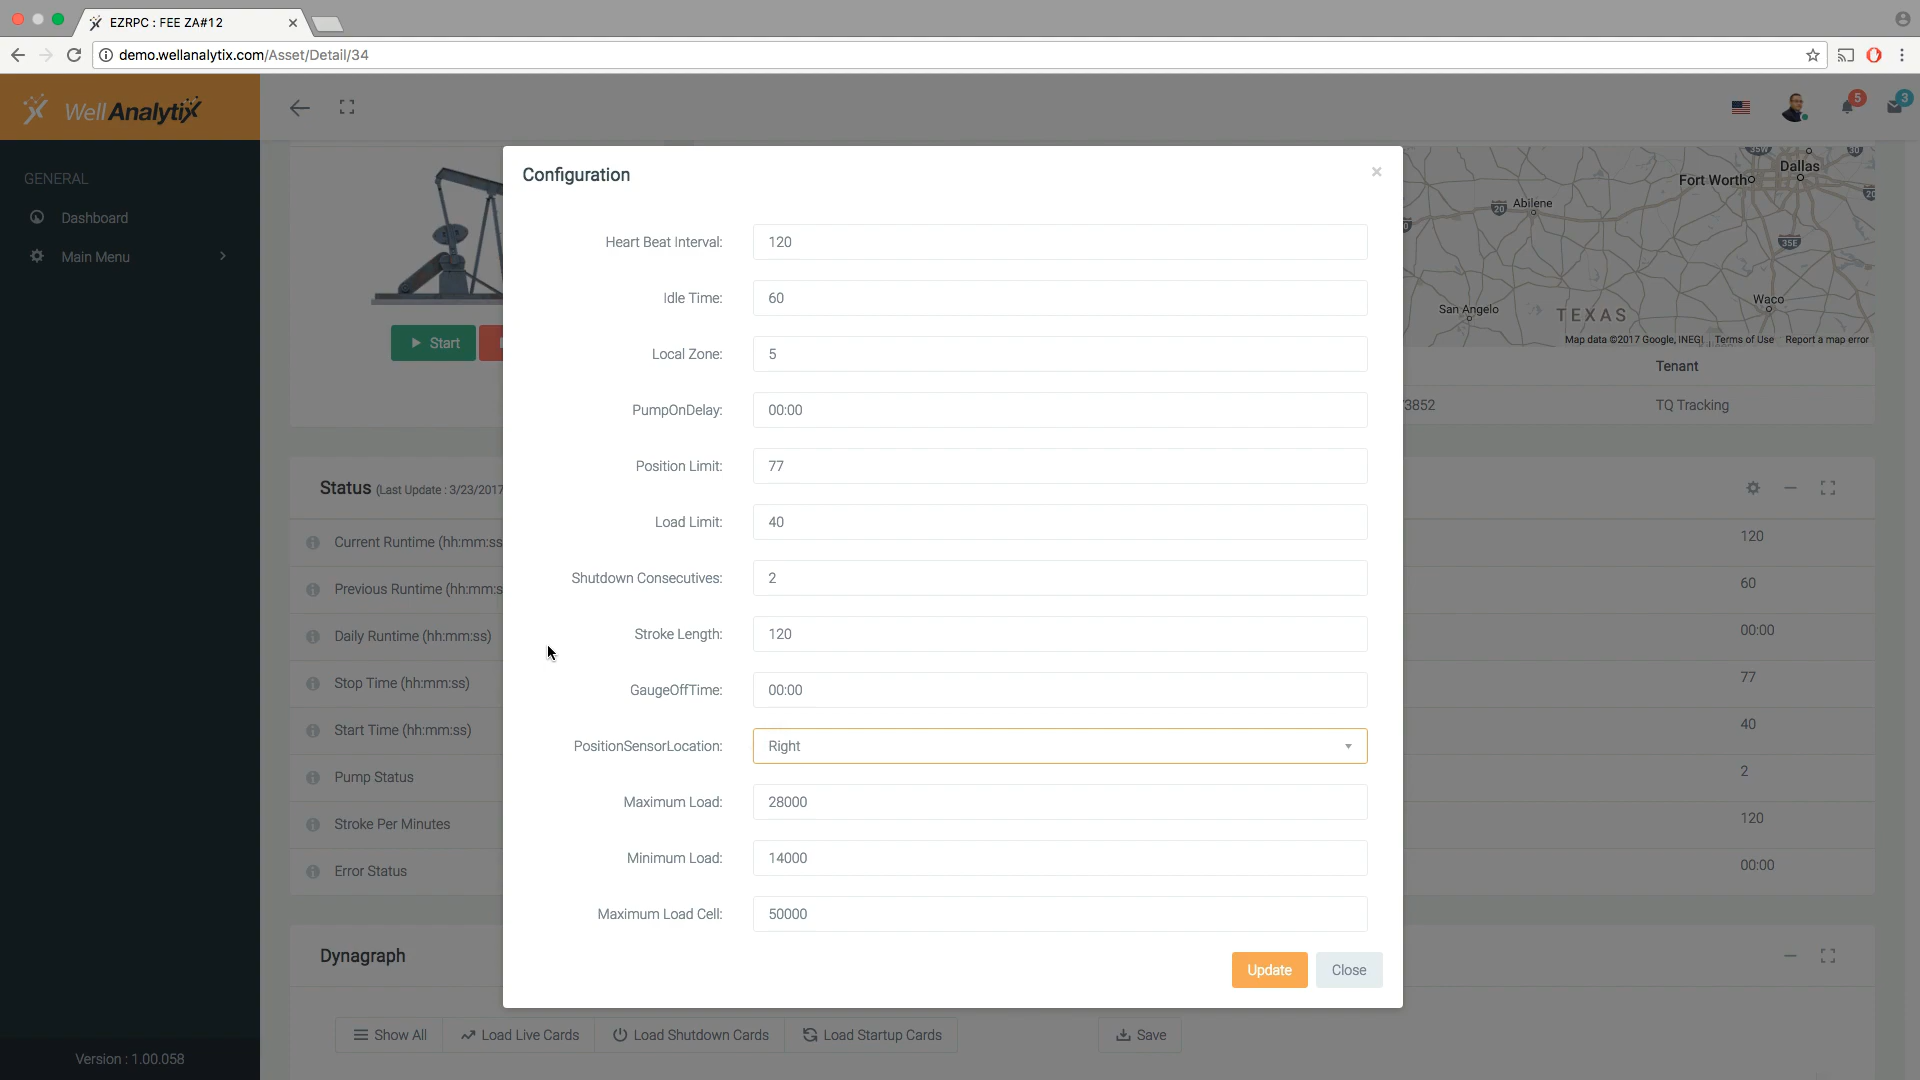 EZRPC : FEE ZA#12
demo.wellanalytix.com/Asset/Detail/34
WellAnalytiX
5
3
GENERAL
Dashboard
Main Menu
Version : 1.00.058
Start
Configuration
Heart Beat Interval: 120
Idle Time: 60
Local Zone: 5
PumpOnDelay: 00:00
Position Limit: 77
Load Limit: 40
Shutdown Consecutives: 2
Stroke Length: 120
GaugeOffTime: 00:00
PositionSensorLocation: Right
Maximum Load: 28000
Minimum Load: 14000
Maximum Load Cell: 50000
Update Close
Dallas
Fort Worth
Abilene
20
20
35W
30
35E
Waco
San Angelo
TEXAS
Map data ©2017 Google, INEGI Terms of Use Report a map error
Tenant
3852 TQ Tracking
Status (Last Update : 3/23/2017
Current Runtime (hh:mm:ss
Previous Runtime (hh:mm:s
Daily Runtime (hh:mm:ss)
Stop Time (hh:mm:ss)
Start Time (hh:mm:ss)
Pump Status
Stroke Per Minutes
Error Status
120
60
00:00
77
40
2
120
00:00
Dynagraph
Show All Load Live Cards Load Shutdown Cards Load Startup Cards Save